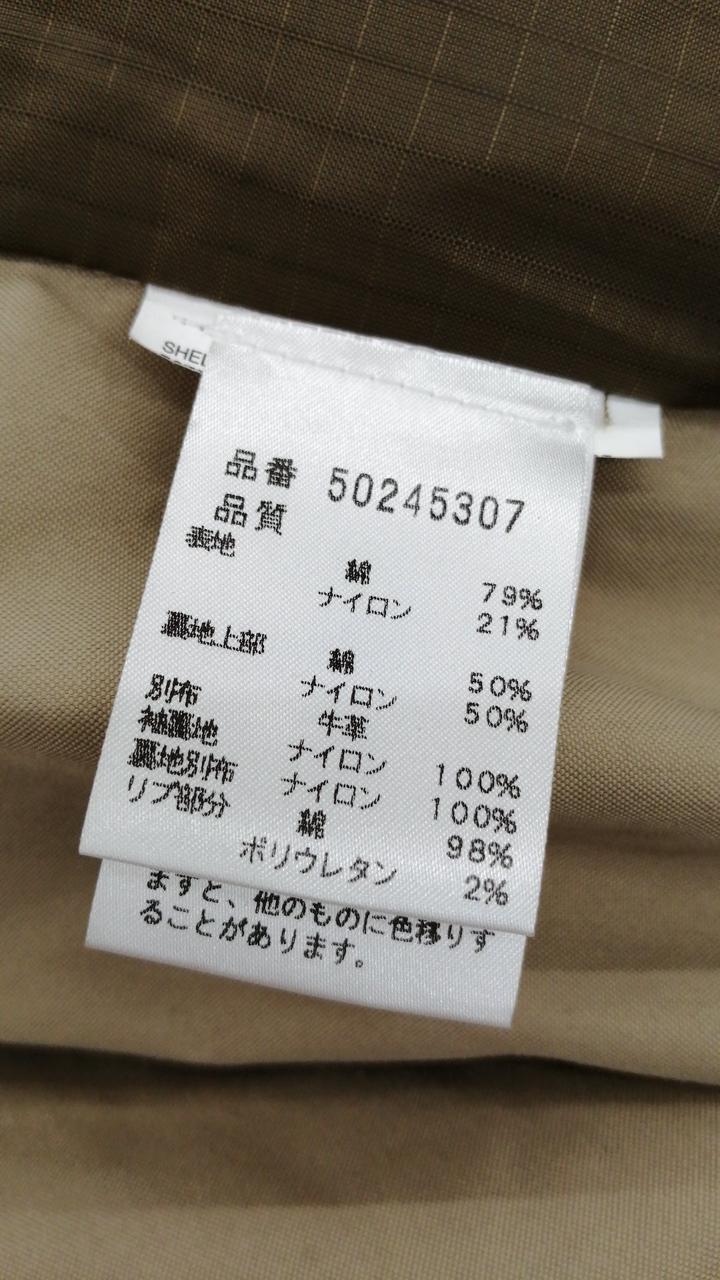 SHEL
品番 50245307
品質
表地
綿 79%
ナイロン 21%
裏地上部
綿 50%
ナイロン 50%
別布 牛革
袖裏地 ナイロン 100%
裏地別布 ナイロン 100%
リブ部分 綿 98%
ポリウレタン 2%
ますと、他のものに色移りす
ることがあります。